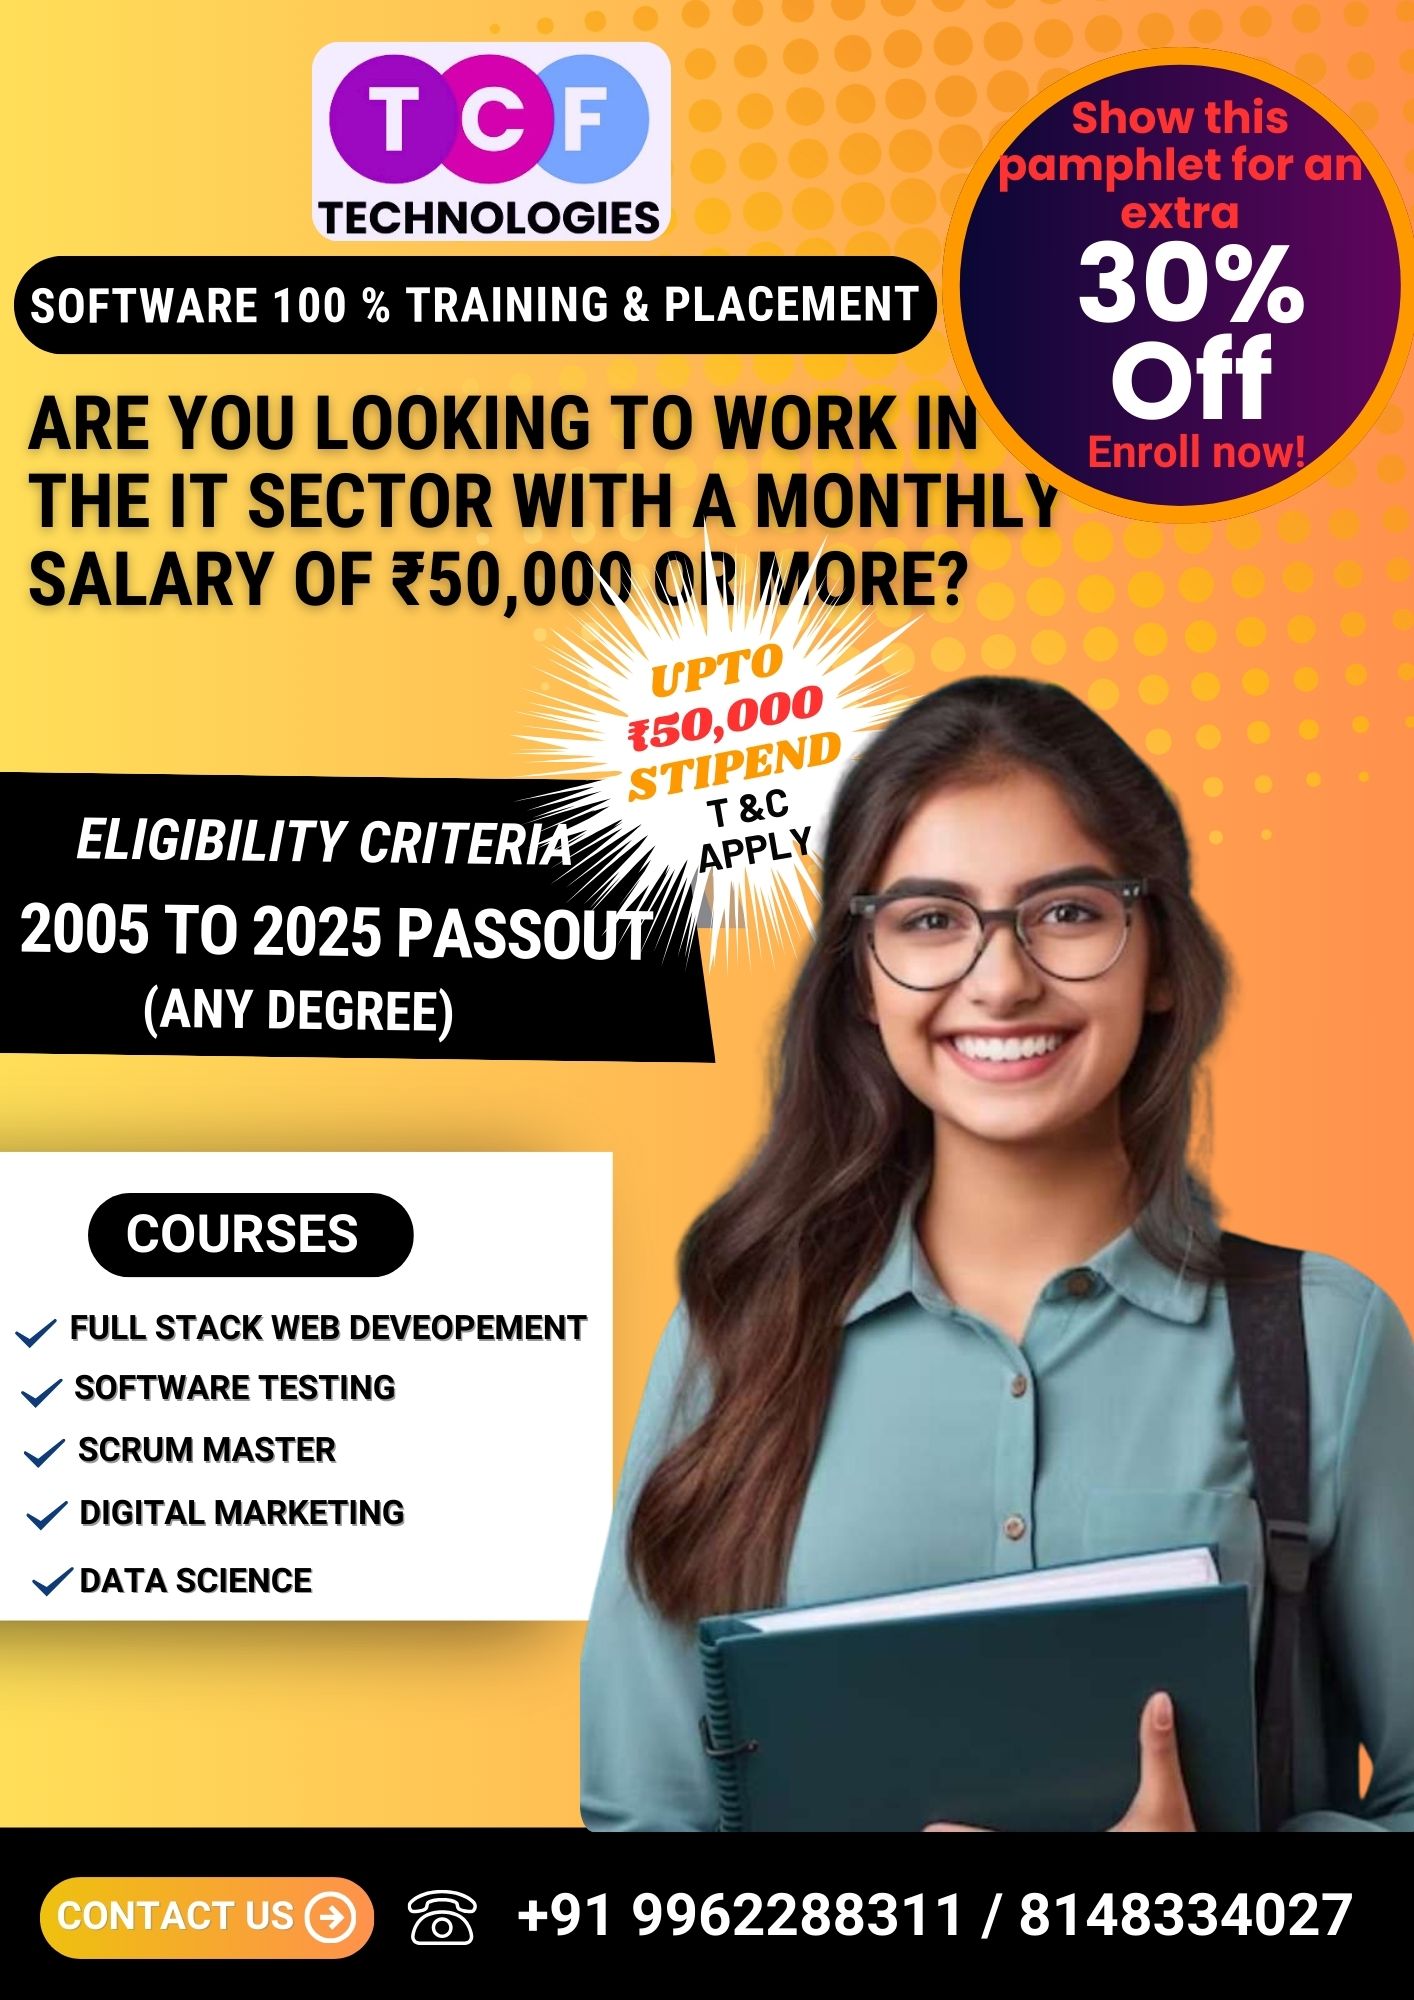 T C F
TECHNOLOGIES
Show this
pamphlet for an
extra
30%
Off
Enroll now!
SOFTWARE 100 % TRAINING & PLACEMENT
ARE YOU LOOKING TO WORK IN
THE IT SECTOR WITH A MONTHLY
SALARY OF ₹50,000 OR MORE?
UPTO
₹50,000
STIPEND
T &C
APPLY
ELIGIBILITY CRITERIA
2005 TO 2025 PASSOUT
(ANY DEGREE)
COURSES
FULL STACK WEB DEVEOPEMENT
SOFTWARE TESTING
SCRUM MASTER
DIGITAL MARKETING
DATA SCIENCE
CONTACT US
+91 9962288311 / 8148334027